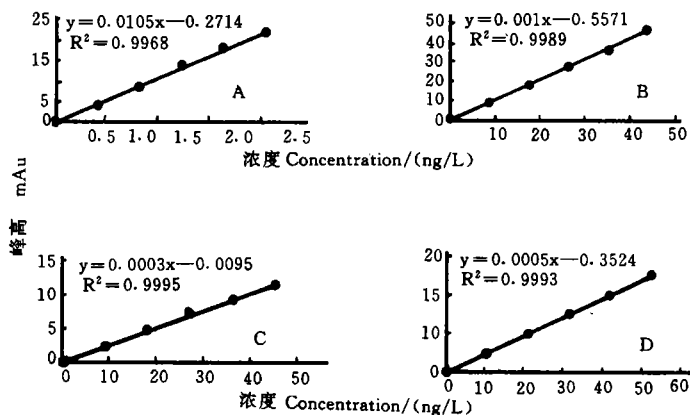 25
y=0.0105x—0.2714
R²=0.9968
15
5
0
A
0.5 1.0 1.5 2.0 2.5
50
y=0.001x—0.5571
40
R²=0.9989
30
20
10
0
B
0 10 20 30 40 50
浓度 Concentration/(ng/L)
峰高 mAu
15
y=0.0003x—0.0095
10
R²=0.9995
5
0
C
0 10 20 30 40 50
20
y=0.0005x—0.3524
15
R²=0.9993
10
0
D
0 10 20 30 40 50 60
浓度 Concentration/(ng/L)